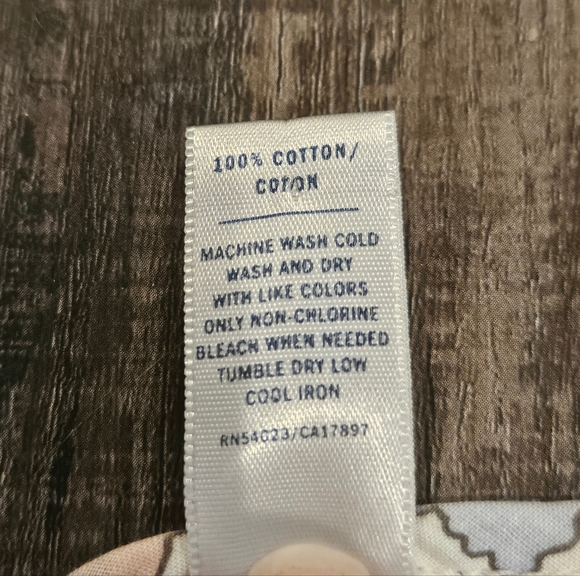 100% COTTON/
COTON
MACHINE WASH COLD
WASH AND DRY
WITH LIKE COLORS
ONLY NON-CHLORINE
BLEACH WHEN NEEDED
TUMBLE DRY LOW
COOL IRON
RN54023/CA17897